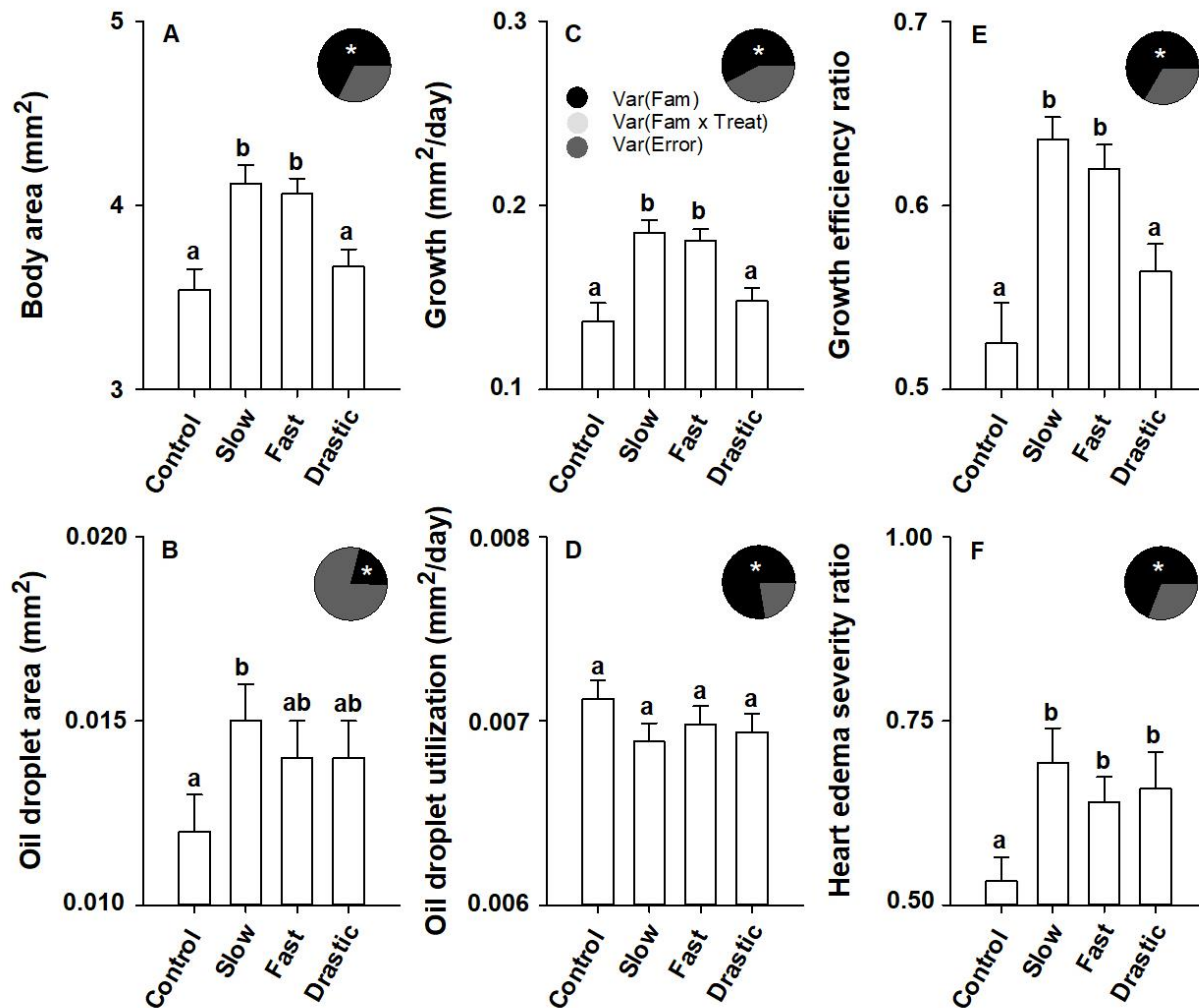 A
Body area (mm2)
5
4
3
a
b
b
a
*
Control
Slow
Fast
Drastic
C
Growth (mm2/day)
0.3
0.2
0.1
*
Var(Fam)
Var(Fam x Treat)
Var(Error)
a
b
b
a
Control
Slow
Fast
Drastic
E
Growth efficiency ratio
0.7
0.6
0.5
*
a
b
b
a
Control
Slow
Fast
Drastic
B
Oil droplet area (mm2)
0.020
0.015
0.010
*
a
b
ab
ab
Control
Slow
Fast
Drastic
D
Oil droplet utilization (mm2/day)
0.008
0.007
0.006
*
a
a
a
a
Control
Slow
Fast
Drastic
F
Heart edema severity ratio
1.00
0.75
0.50
*
a
b
b
b
Control
Slow
Fast
Drastic